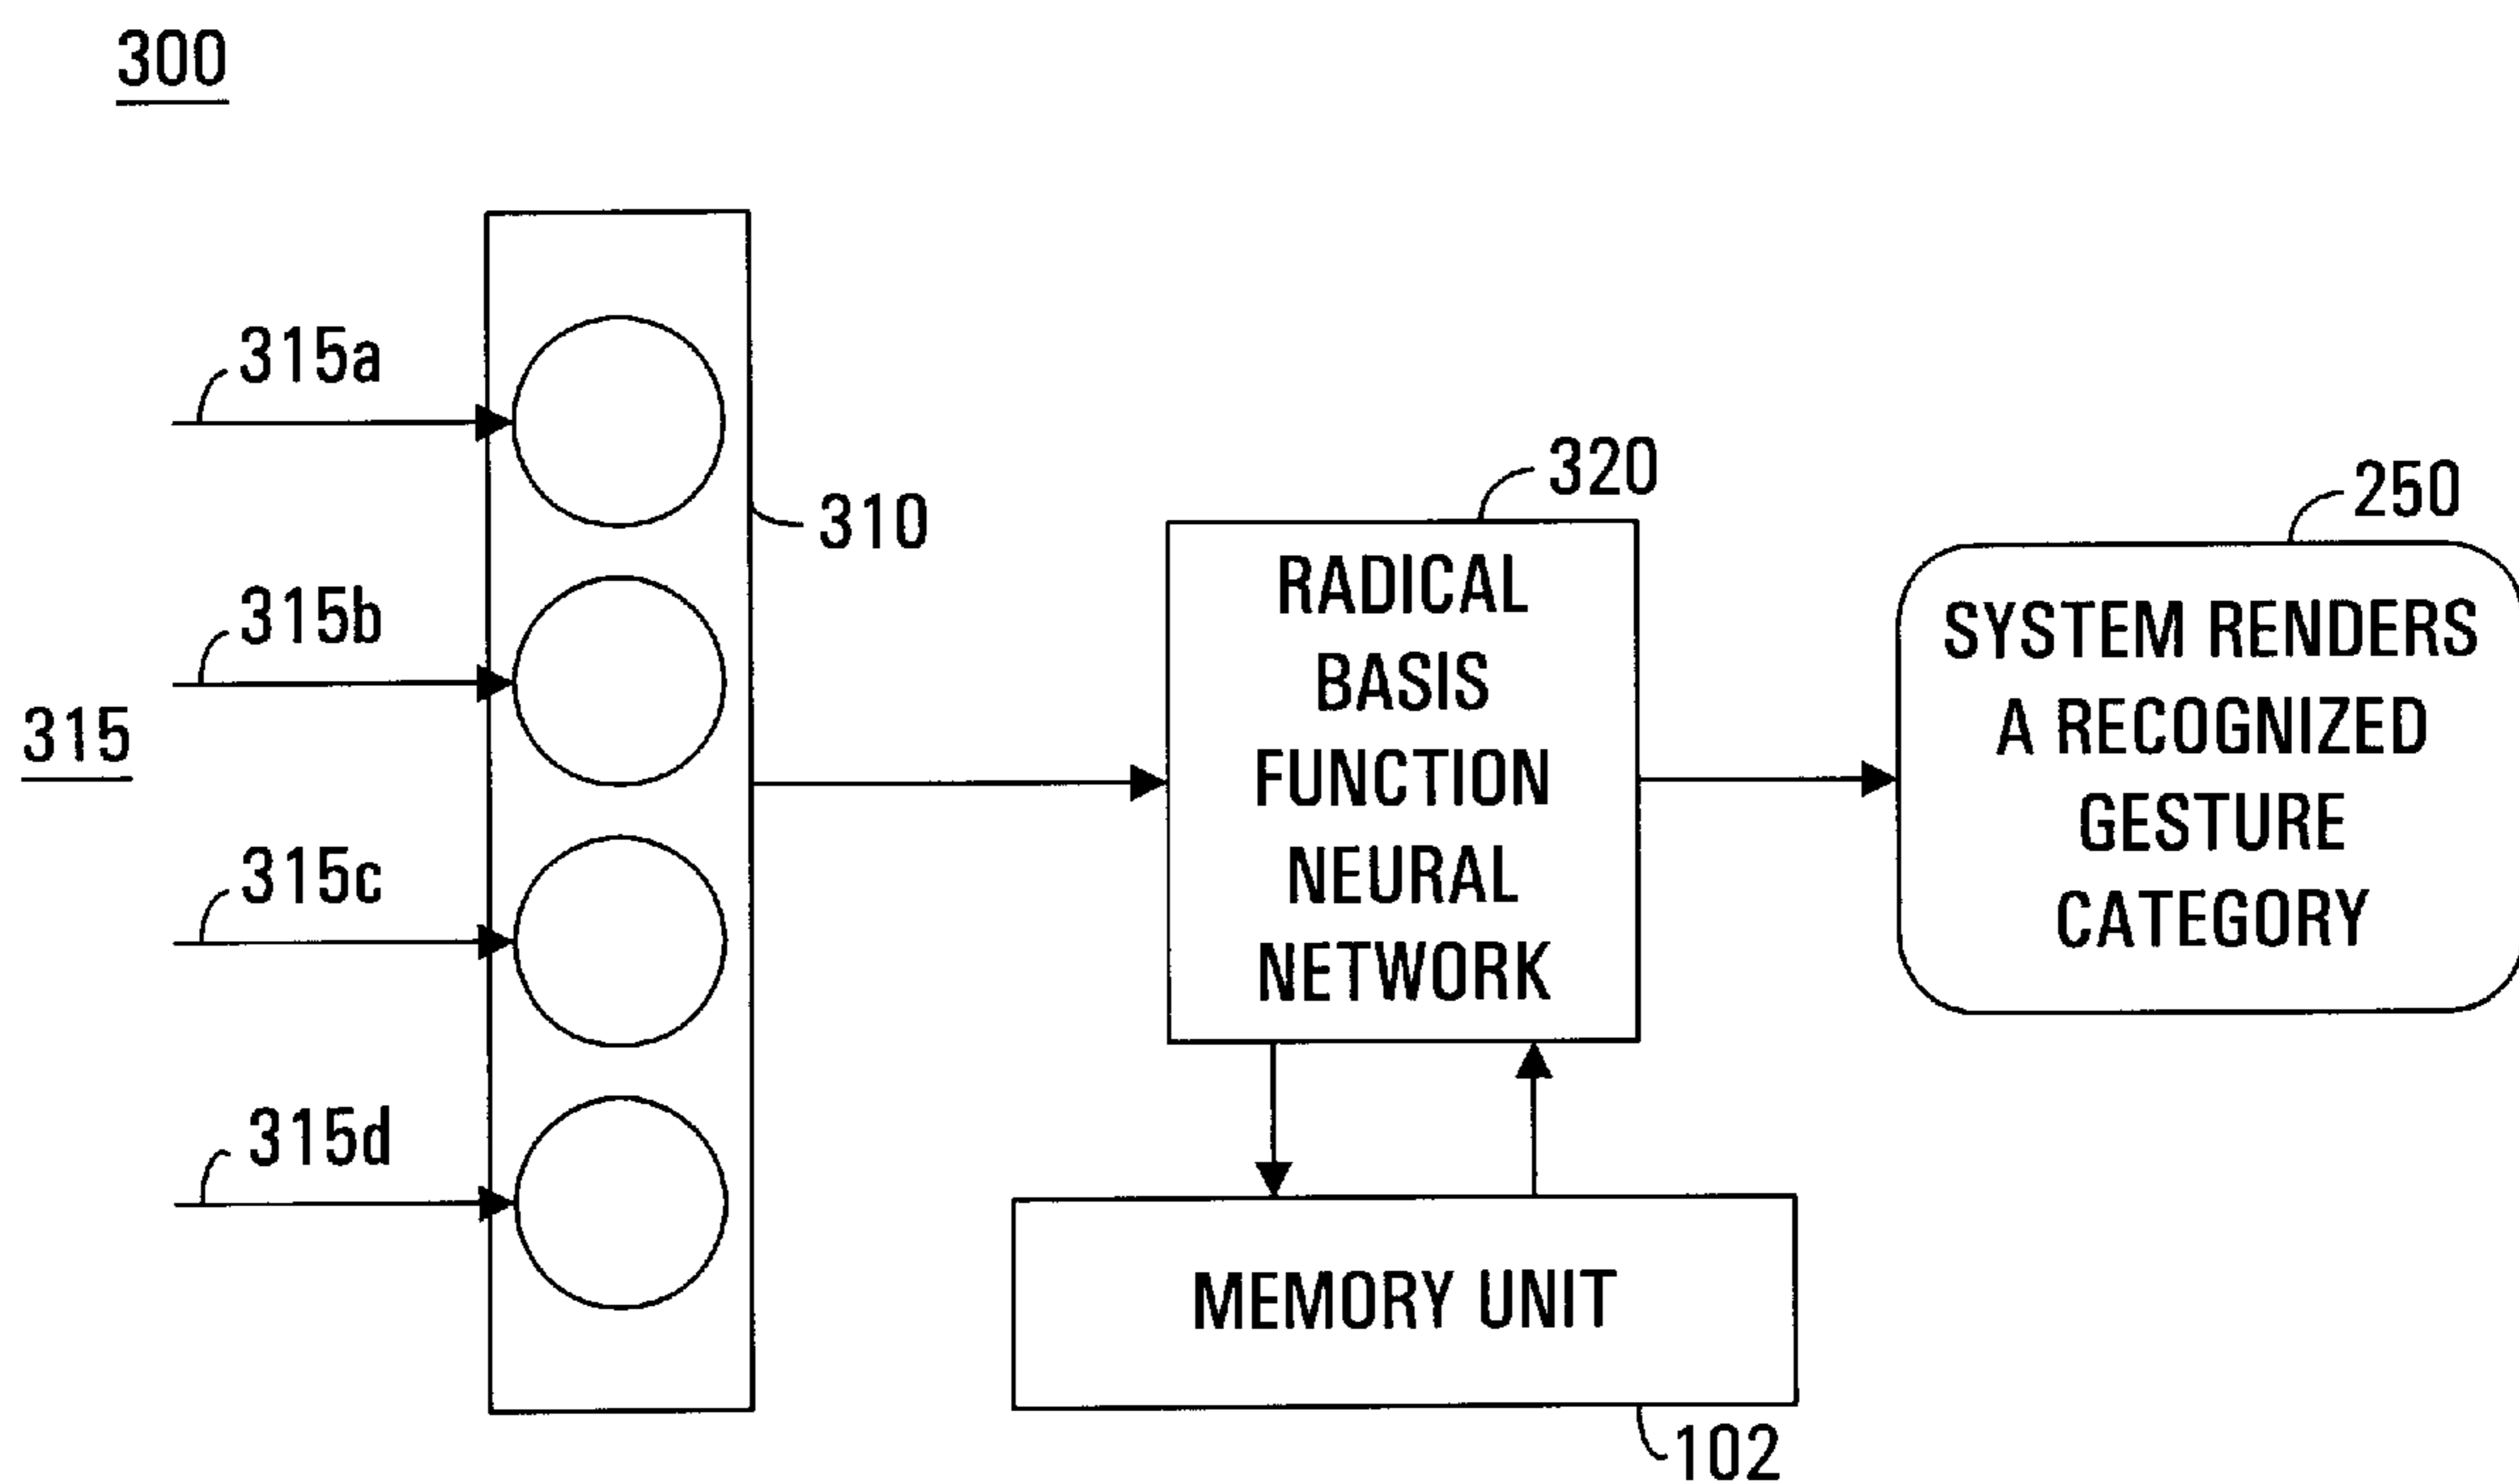 300
315a
310
320
250
315b
315
315c
315d
RADICAL
BASIS
FUNCTION
NEURAL
NETWORK
SYSTEM RENDERS
A RECOGNIZED
GESTURE
CATEGORY
MEMORY UNIT
102